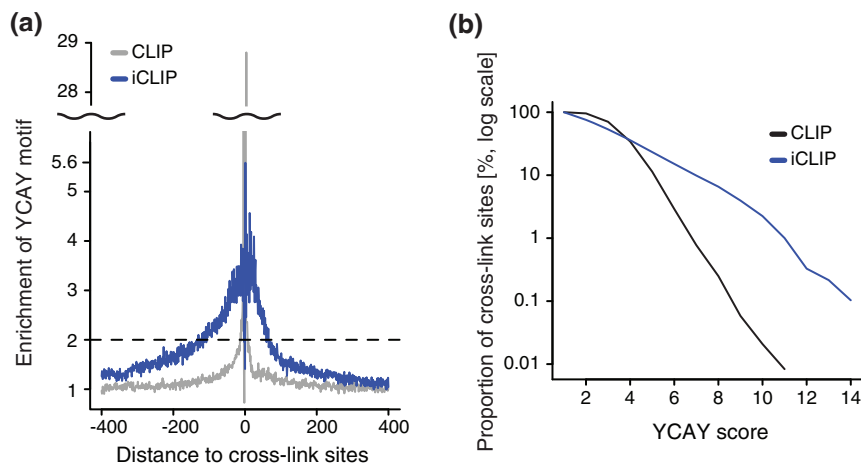 (a)
Enrichment of YCAY motif
29
28
5.6
5
4
3
2
1
CLIP
iCLIP
-400
-200
0
200
400
Distance to cross-link sites
(b)
Proportion of cross-link sites [%, log scale]
100
10
1
0.1
0.01
CLIP
iCLIP
2
4
6
8
10
12
14
YCAY score